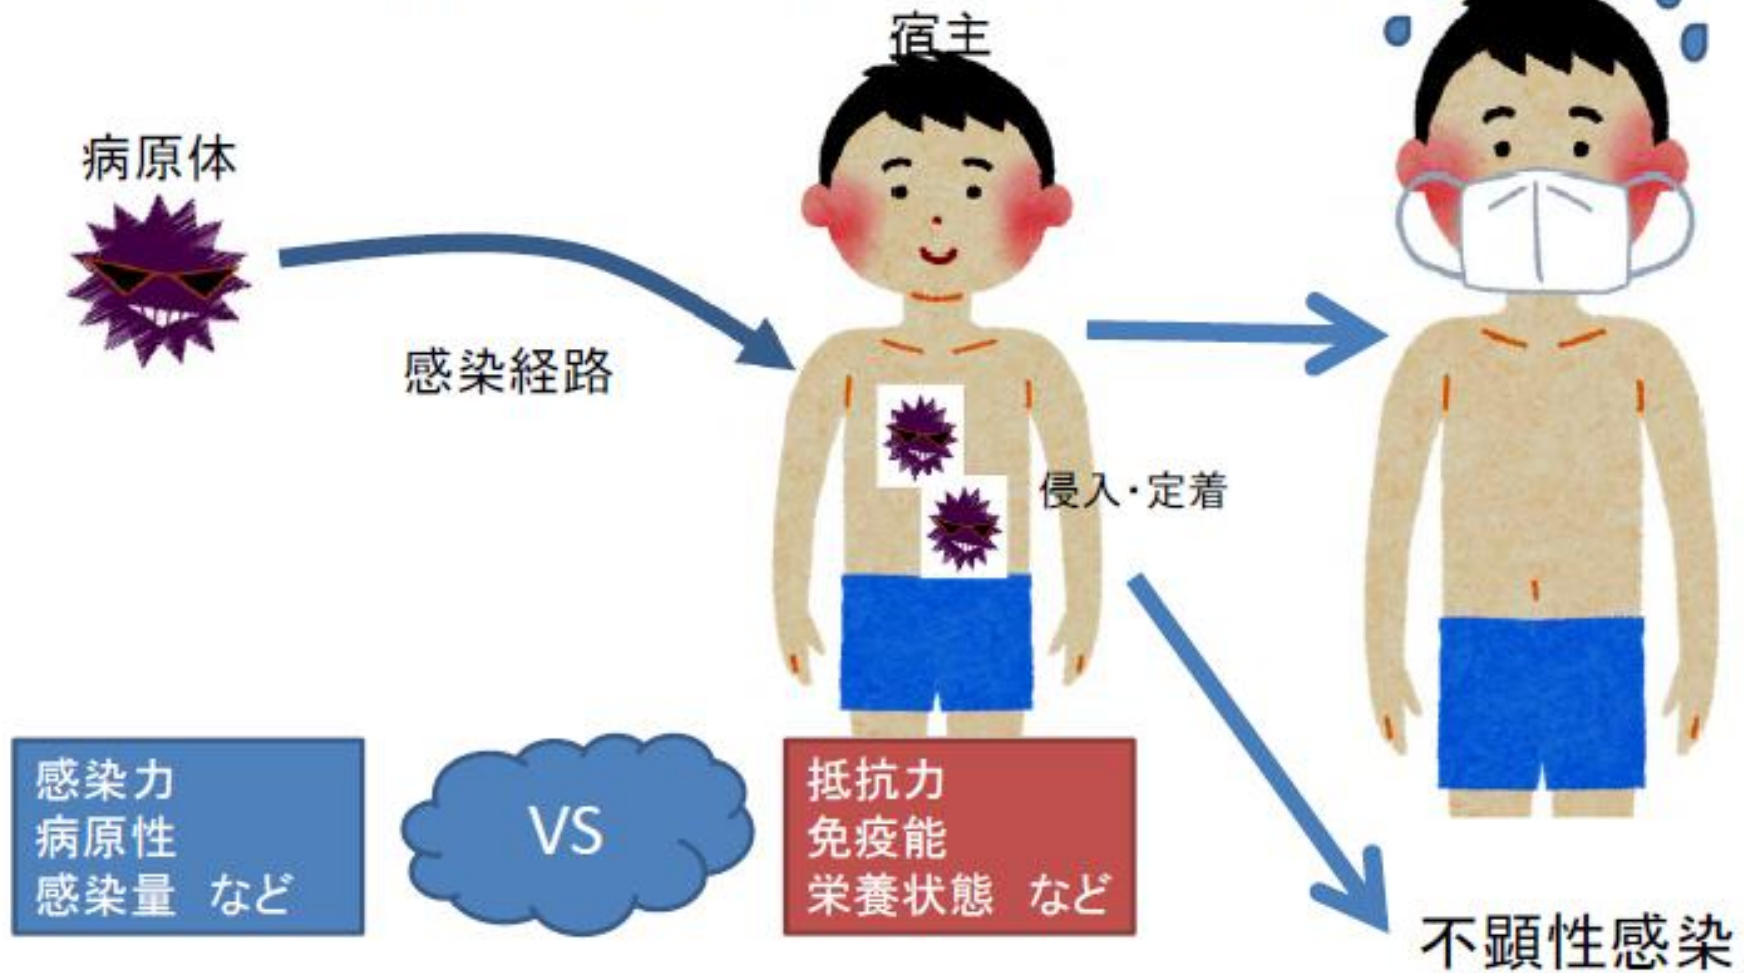 宿主
病原体
感染経路
侵入・定着
感染力
病原性
感染量 など
VS
抵抗力
免疫能
栄養状態 など
不顕性感染